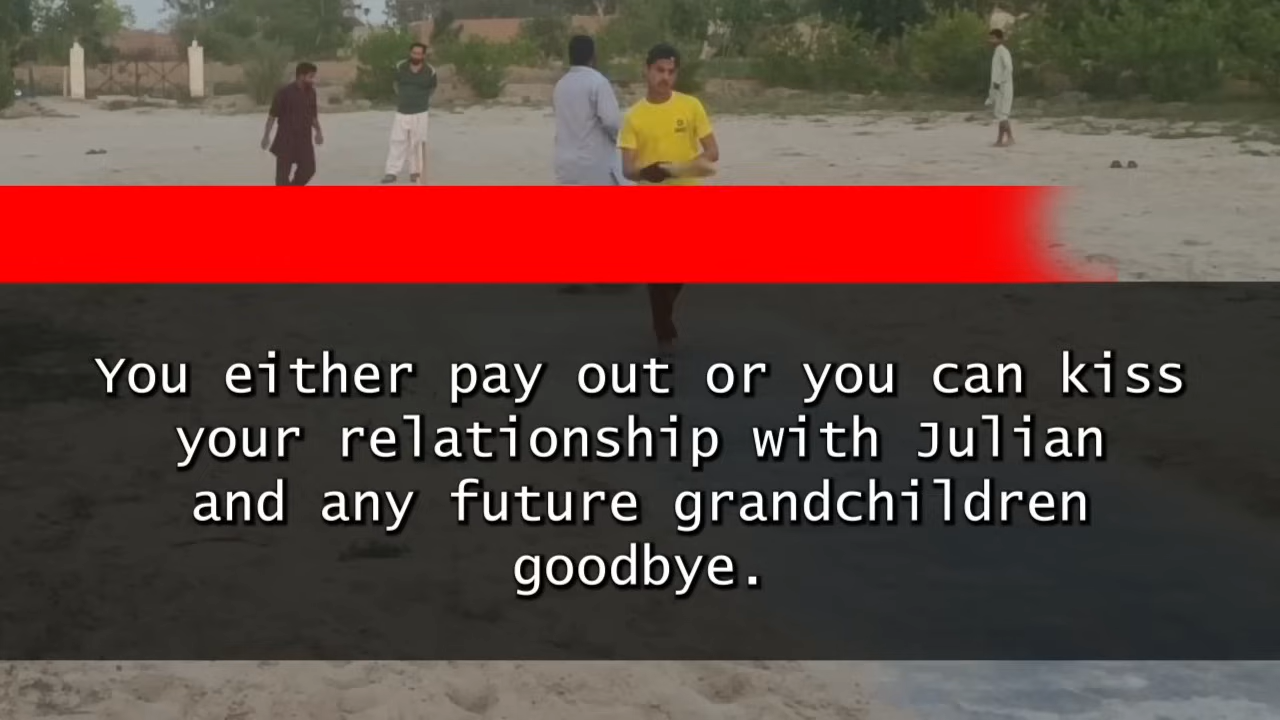 You either pay out or you can kiss
your relationship with Julian
and any future grandchildren
goodbye.